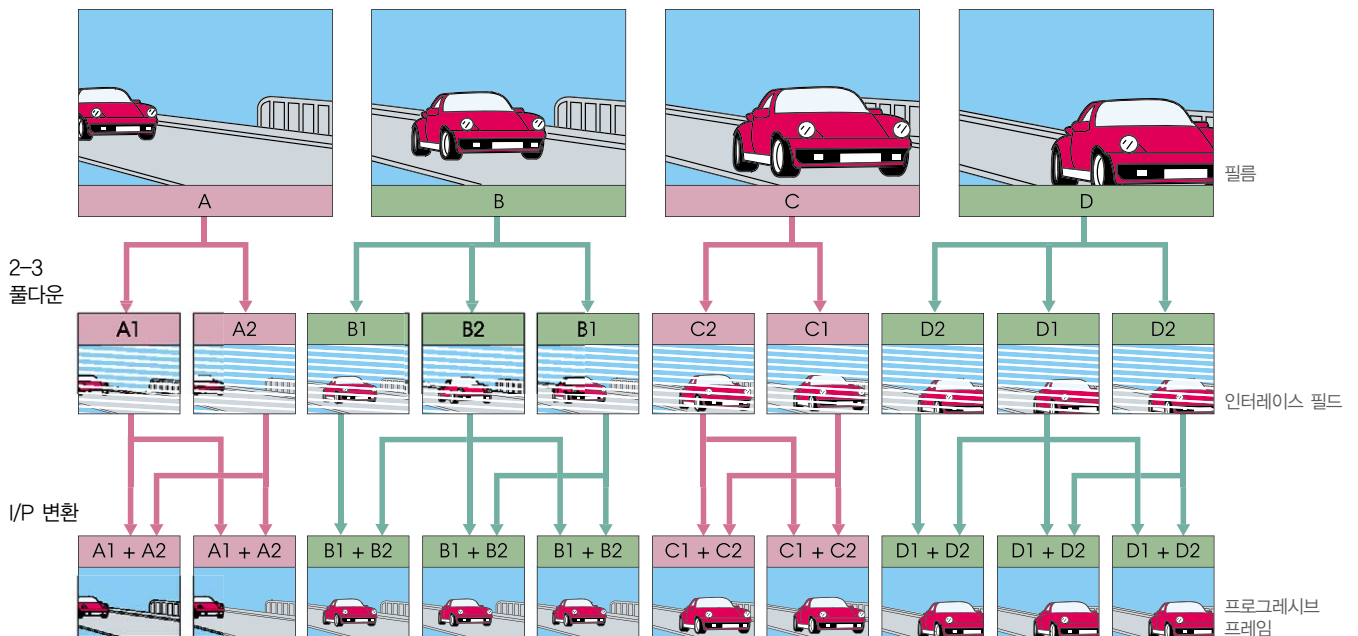 A B C D
필름
2–3
풀다운
A1 A2 B1 B2 B1 C2 C1 D2 D1 D2
인터레이스 필드
I/P 변환
A1 + A2 A1 + A2 B1 + B2 B1 + B2 B1 + B2 C1 + C2 C1 + C2 D1 + D2 D1 + D2 D1 + D2
프로그레시브
프레임